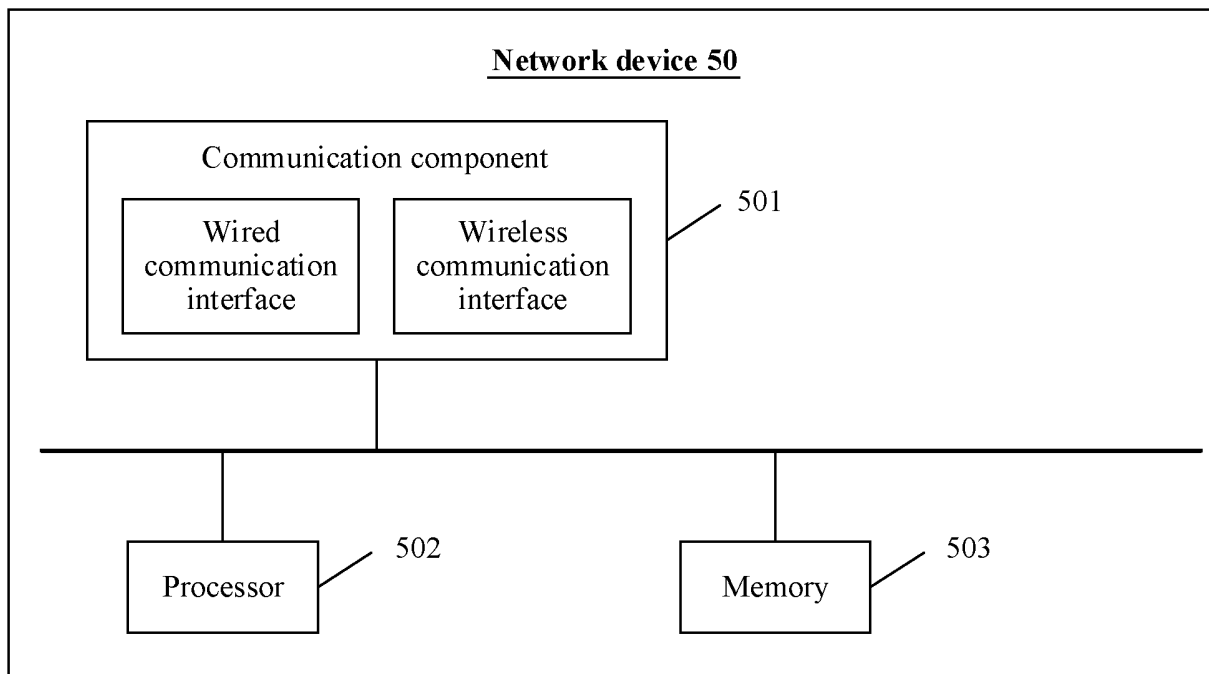 Network device 50
Communication component
501
Wired
communication
interface
Wireless
communication
interface
502
Processor
503
Memory